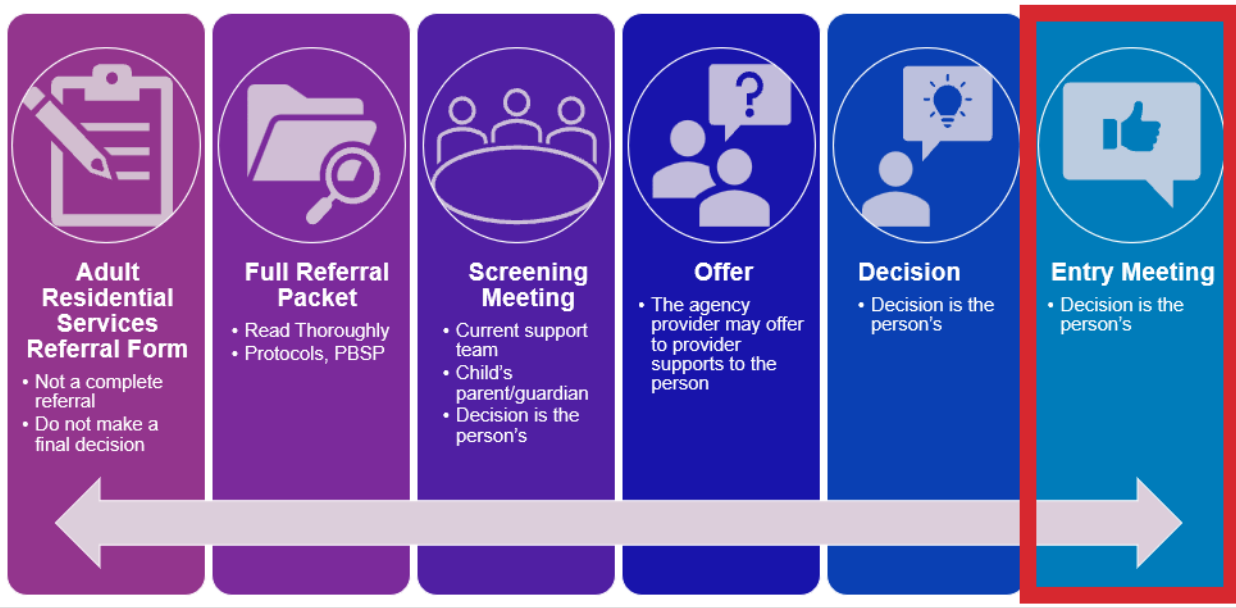 Adult
Residential
Services
Referral Form
• Not a complete
referral
• Do not make a
final decision
Full Referral
Packet
• Read Thoroughly
• Protocols, PBSP
Screening
Meeting
• Current support
team
• Child's
parent/guardian
• Decision is the
person's
?
Offer
• The agency
provider may offer
to provider
supports to the
person
Decision
• Decision is the
person's
Entry Meeting
• Decision is the
person's